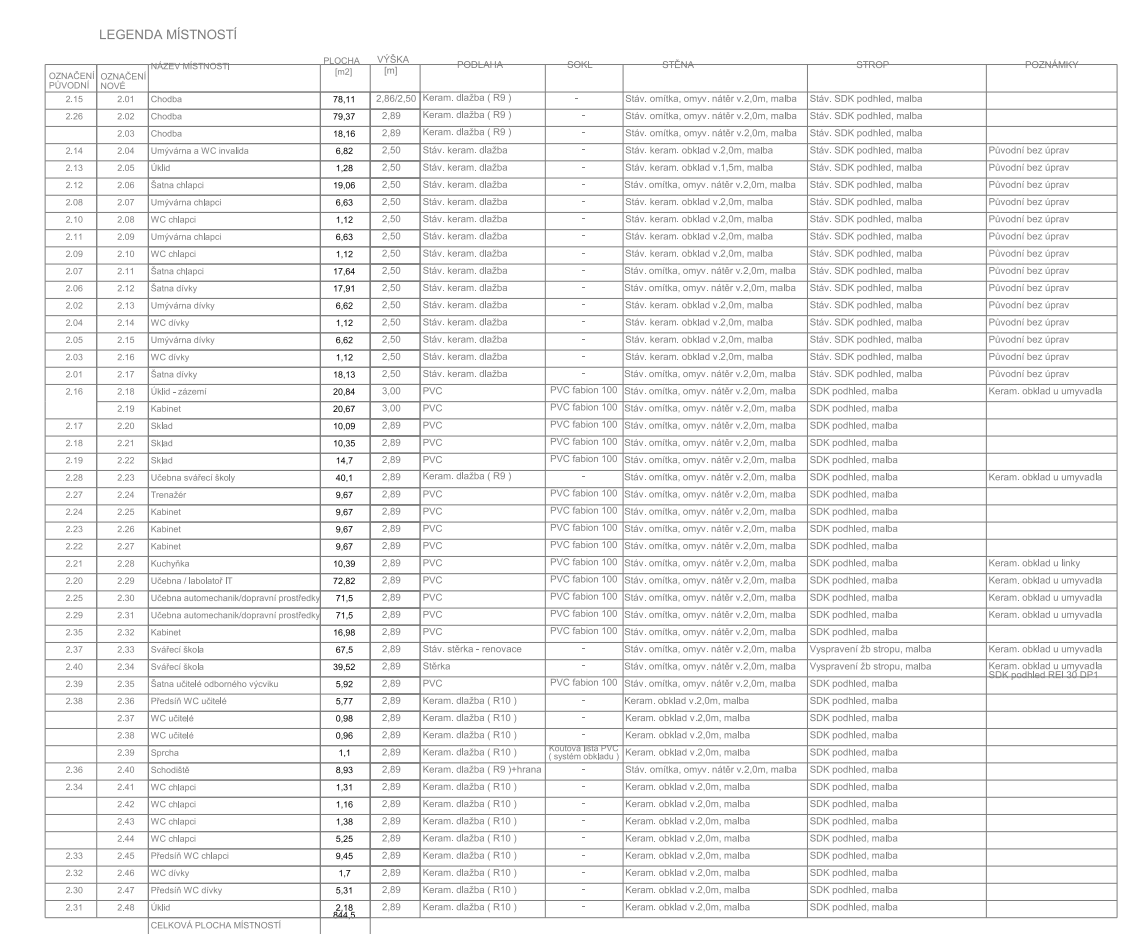 LEGENDA MÍSTNOSTÍ
OZNAČENÍ PŮVODNÍ OZNAČENÍ NOVÉ NÁZEV MÍSTNOSTI PLOCHA [m2] VÝŠKA [m] PODLAHA SOKL STĚNA STROP POZNÁMKY
2.15 2.01 Chodba 78,11 2,86/2,50 Keram. dlažba ( R9 ) - Stáv. omítka, omyv. nátěr v.2,0m, malba Stáv. SDK podhled, malba
2.26 2.02 Chodba 79,37 2,89 Keram. dlažba ( R9 ) - Stáv. omítka, omyv. nátěr v.2,0m, malba Stáv. SDK podhled, malba
2.03 Chodba 18,16 2,89 Keram. dlažba ( R9 ) - Stáv. omítka, omyv. nátěr v.2,0m, malba Stáv. SDK podhled, malba
2.14 2.04 Umývárna a WC invalida 6,82 2,50 Stáv. keram. dlažba - Stáv. keram. obklad v.2,0m, malba Stáv. SDK podhled, malba Původní bez úprav
2.13 2.05 Úklid 1,28 2,50 Stáv. keram. dlažba - Stáv. keram. obklad v.1,5m, malba Stáv. SDK podhled, malba Původní bez úprav
2.12 2.06 Šatna chlapci 19,06 2,50 Stáv. keram. dlažba - Stáv. omítka, omyv. nátěr v.2,0m, malba Stáv. SDK podhled, malba Původní bez úprav
2.08 2.07 Umývárna chlapci 6,63 2,50 Stáv. keram. dlažba - Stáv. keram. obklad v.2,0m, malba Stáv. SDK podhled, malba Původní bez úprav
2.10 2.08 WC chlapci 1,12 2,50 Stáv. keram. dlažba - Stáv. keram. obklad v.2,0m, malba Stáv. SDK podhled, malba Původní bez úprav
2.11 2.09 Umývárna chlapci 6,63 2,50 Stáv. keram. dlažba - Stáv. keram. obklad v.2,0m, malba Stáv. SDK podhled, malba Původní bez úprav
2.09 2.10 WC chlapci 1,12 2,50 Stáv. keram. dlažba - Stáv. keram. obklad v.2,0m, malba Stáv. SDK podhled, malba Původní bez úprav
2.07 2.11 Šatna chlapci 17,64 2,50 Stáv. keram. dlažba - Stáv. omítka, omyv. nátěr v.2,0m, malba Stáv. SDK podhled, malba Původní bez úprav
2.06 2.12 Šatna dívky 17,91 2,50 Stáv. keram. dlažba - Stáv. omítka, omyv. nátěr v.2,0m, malba Stáv. SDK podhled, malba Původní bez úprav
2.02 2.13 Umývárna dívky 6,62 2,50 Stáv. keram. dlažba - Stáv. keram. obklad v.2,0m, malba Stáv. SDK podhled, malba Původní bez úprav
2.04 2.14 WC dívky 1,12 2,50 Stáv. keram. dlažba - Stáv. keram. obklad v.2,0m, malba Stáv. SDK podhled, malba Původní bez úprav
2.05 2.15 Umývárna dívky 6,62 2,50 Stáv. keram. dlažba - Stáv. keram. obklad v.2,0m, malba Stáv. SDK podhled, malba Původní bez úprav
2.03 2.16 WC dívky 1,12 2,50 Stáv. keram. dlažba - Stáv. keram. obklad v.2,0m, malba Stáv. SDK podhled, malba Původní bez úprav
2.01 2.17 Šatna dívky 18,13 2,50 Stáv. keram. dlažba - Stáv. omítka, omyv. nátěr v.2,0m, malba Stáv. SDK podhled, malba Původní bez úprav
2.16 2.18 Úklid - zázemí 20,84 3,00 PVC PVC fabion 100 Stáv. omítka, omyv. nátěr v.2,0m, malba SDK podhled, malba Keram. obklad u umyvadla
2.19 Kabinet 20,67 3,00 PVC PVC fabion 100 Stáv. omítka, omyv. nátěr v.2,0m, malba SDK podhled, malba
2.17 2.20 Sklad 10,09 2,89 PVC PVC fabion 100 Stáv. omítka, omyv. nátěr v.2,0m, malba SDK podhled, malba
2.18 2.21 Sklad 10,35 2,89 PVC PVC fabion 100 Stáv. omítka, omyv. nátěr v.2,0m, malba SDK podhled, malba
2.19 2.22 Sklad 14,7 2,89 PVC PVC fabion 100 Stáv. omítka, omyv. nátěr v.2,0m, malba SDK podhled, malba
2.28 2.23 Učebna svářecí školy 40,1 2,89 Keram. dlažba ( R9 ) - Stáv. omítka, omyv. nátěr v.2,0m, malba SDK podhled, malba Keram. obklad u umyvadla
2.27 2.24 Trenažér 9,67 2,89 PVC PVC fabion 100 Stáv. omítka, omyv. nátěr v.2,0m, malba SDK podhled, malba
2.24 2.25 Kabinet 9,67 2,89 PVC PVC fabion 100 Stáv. omítka, omyv. nátěr v.2,0m, malba SDK podhled, malba
2.23 2.26 Kabinet 9,67 2,89 PVC PVC fabion 100 Stáv. omítka, omyv. nátěr v.2,0m, malba SDK podhled, malba
2.22 2.27 Kabinet 9,67 2,89 PVC PVC fabion 100 Stáv. omítka, omyv. nátěr v.2,0m, malba SDK podhled, malba
2.21 2.28 Kuchyňka 10,39 2,89 PVC PVC fabion 100 Stáv. omítka, omyv. nátěr v.2,0m, malba SDK podhled, malba Keram. obklad u linky
2.20 2.29 Učebna / labolatoř IT 72,82 2,89 PVC PVC fabion 100 Stáv. omítka, omyv. nátěr v.2,0m, malba SDK podhled, malba Keram. obklad u umyvadla
2.25 2.30 Učebna automechanik/dopravní prostředky 71,5 2,89 PVC PVC fabion 100 Stáv. omítka, omyv. nátěr v.2,0m, malba SDK podhled, malba Keram. obklad u umyvadla
2.29 2.31 Učebna automechanik/dopravní prostředky 71,5 2,89 PVC PVC fabion 100 Stáv. omítka, omyv. nátěr v.2,0m, malba SDK podhled, malba Keram. obklad u umyvadla
2.35 2.32 Kabinet 16,98 2,89 PVC PVC fabion 100 Stáv. omítka, omyv. nátěr v.2,0m, malba SDK podhled, malba
2.37 2.33 Svářecí škola 67,5 2,89 Stáv. stěrka - renovace - Stáv. omítka, omyv. nátěr v.2,0m, malba Vyspravení žb stropu, malba Keram. obklad u umyvadla
2.40 2.34 Svářecí škola 39,52 2,89 Stěrka - Stáv. omítka, omyv. nátěr v.2,0m, malba Vyspravení žb stropu, malba Keram. obklad u umyvadla
SDK podhled REI 30 DP1
2.39 2.35 Šatna učitelé odborného výcviku 5,92 2,89 PVC PVC fabion 100 Stáv. omítka, omyv. nátěr v.2,0m, malba SDK podhled, malba
2.38 2.36 Předsíň WC učitelé 5,77 2,89 Keram. dlažba ( R10 ) - Keram. obklad v.2,0m, malba SDK podhled, malba
2.37 WC učitelé 0,98 2,89 Keram. dlažba ( R10 ) - Keram. obklad v.2,0m, malba SDK podhled, malba
2.38 WC učitelé 0,96 2,89 Keram. dlažba ( R10 ) - Keram. obklad v.2,0m, malba SDK podhled, malba
2.39 Sprcha 1,1 2,89 Keram. dlažba ( R10 ) Koutová lišta PVC ( systém obkladu ) Keram. obklad v.2,0m, malba SDK podhled, malba
2.36 2.40 Schodiště 8,93 2,89 Keram. dlažba ( R9 )+hrana - Stáv. omítka, omyv. nátěr v.2,0m, malba SDK podhled, malba
2.34 2.41 WC chlapci 1,31 2,89 Keram. dlažba ( R10 ) - Keram. obklad v.2,0m, malba SDK podhled, malba
2.42 WC chlapci 1,16 2,89 Keram. dlažba ( R10 ) - Keram. obklad v.2,0m, malba SDK podhled, malba
2,43 WC chlapci 1,38 2,89 Keram. dlažba ( R10 ) - Keram. obklad v.2,0m, malba SDK podhled, malba
2.44 WC chlapci 5,25 2,89 Keram. dlažba ( R10 ) - Keram. obklad v.2,0m, malba SDK podhled, malba
2.33 2.45 Předsíň WC chlapci 9,45 2,89 Keram. dlažba ( R10 ) - Keram. obklad v.2,0m, malba SDK podhled, malba
2.32 2.46 WC dívky 1,7 2,89 Keram. dlažba ( R10 ) - Keram. obklad v.2,0m, malba SDK podhled, malba
2.30 2.47 Předsíň WC dívky 5,31 2,89 Keram. dlažba ( R10 ) - Keram. obklad v.2,0m, malba SDK podhled, malba
2.31 2.48 Úklid 2,18 2,89 Keram. dlažba ( R10 ) - Keram. obklad v.2,0m, malba SDK podhled, malba
CELKOVÁ PLOCHA MÍSTNOSTÍ 844,5